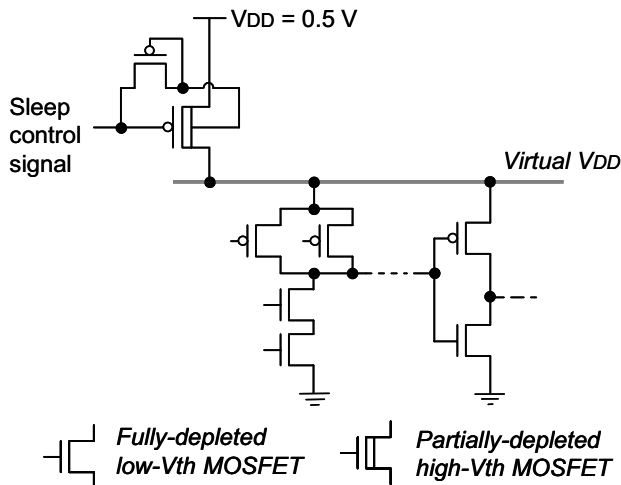 VDD = 0.5 V
Sleep
control
signal
Virtual VDD
Fully-depleted
low-Vth MOSFET
Partially-depleted
high-Vth MOSFET